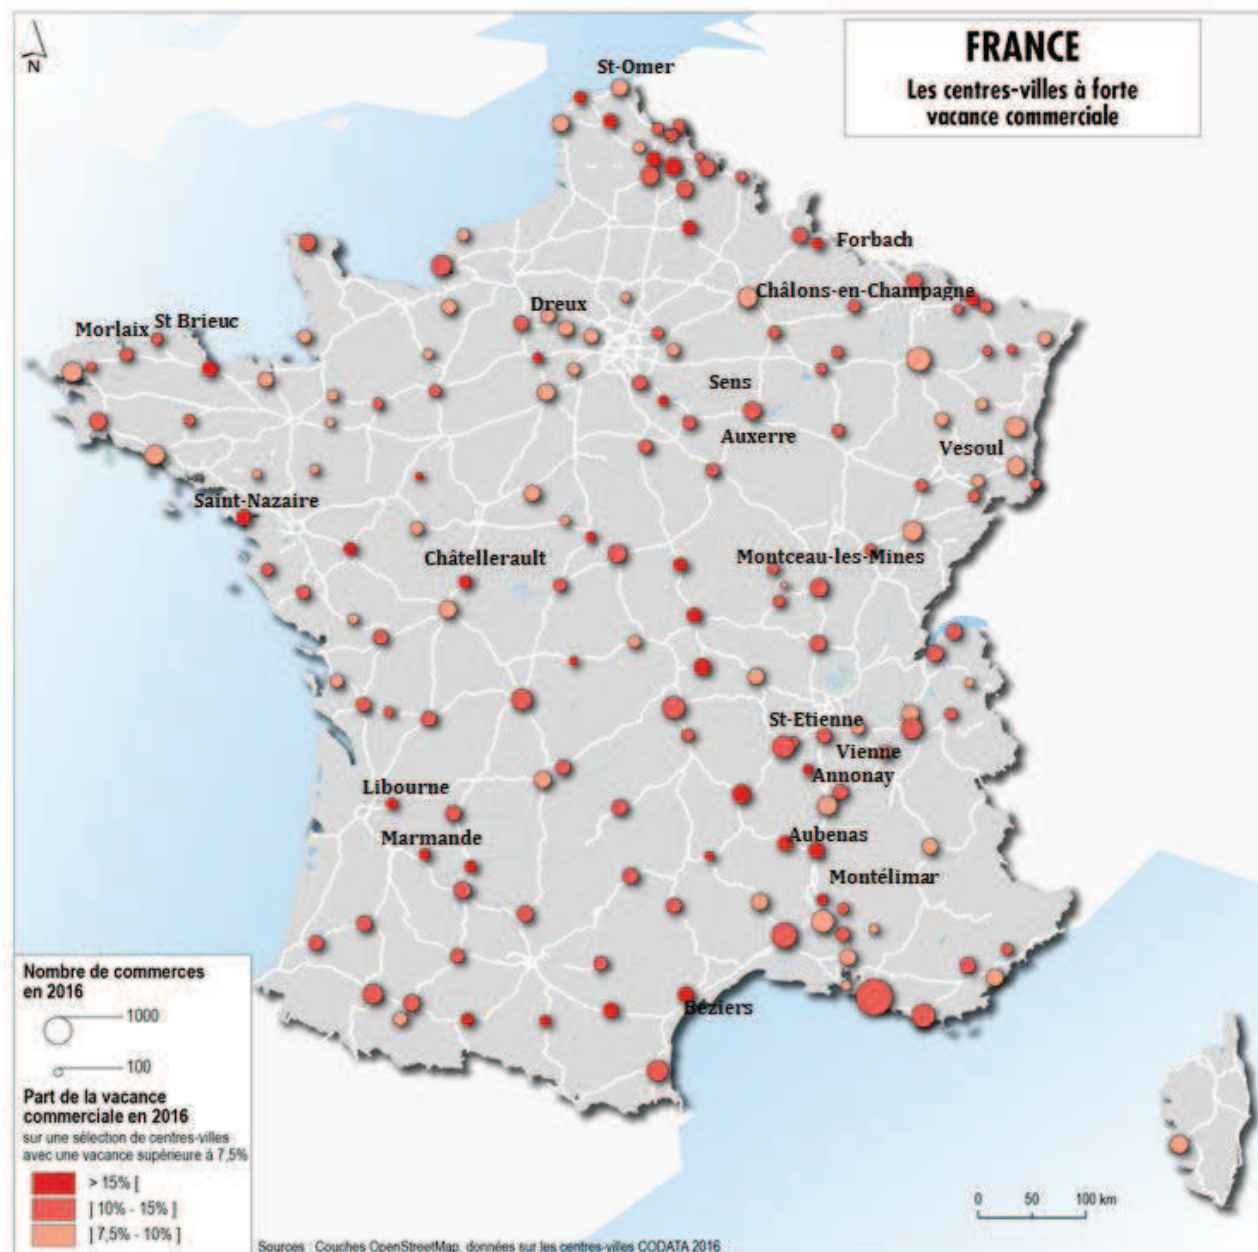 N
FRANCE
Les centres-villes à forte
vacance commerciale
St-Omer
Forbach
Châlons-en-Champagne
Dreux
Morlaix
St Brieuc
Sens
Auxerre
Vesoul
Saint-Nazaire
Châtellerault
Montceau-les-Mines
St-Etienne
Vienne
Annonay
Libourne
Marmande
Aubenas
Montélimar
Béziers
Nombre de commerces
en 2016
1000
100
Part de la vacance
commerciale en 2016
sur une sélection de centres-villes
avec une vacance supérieure à 7,5%
> 15% [
] 10% - 15% ]
] 7,5% - 10% ]
0 50 100 km
Sources : Couches OpenStreetMap, données sur les centres-villes CODATA 2016